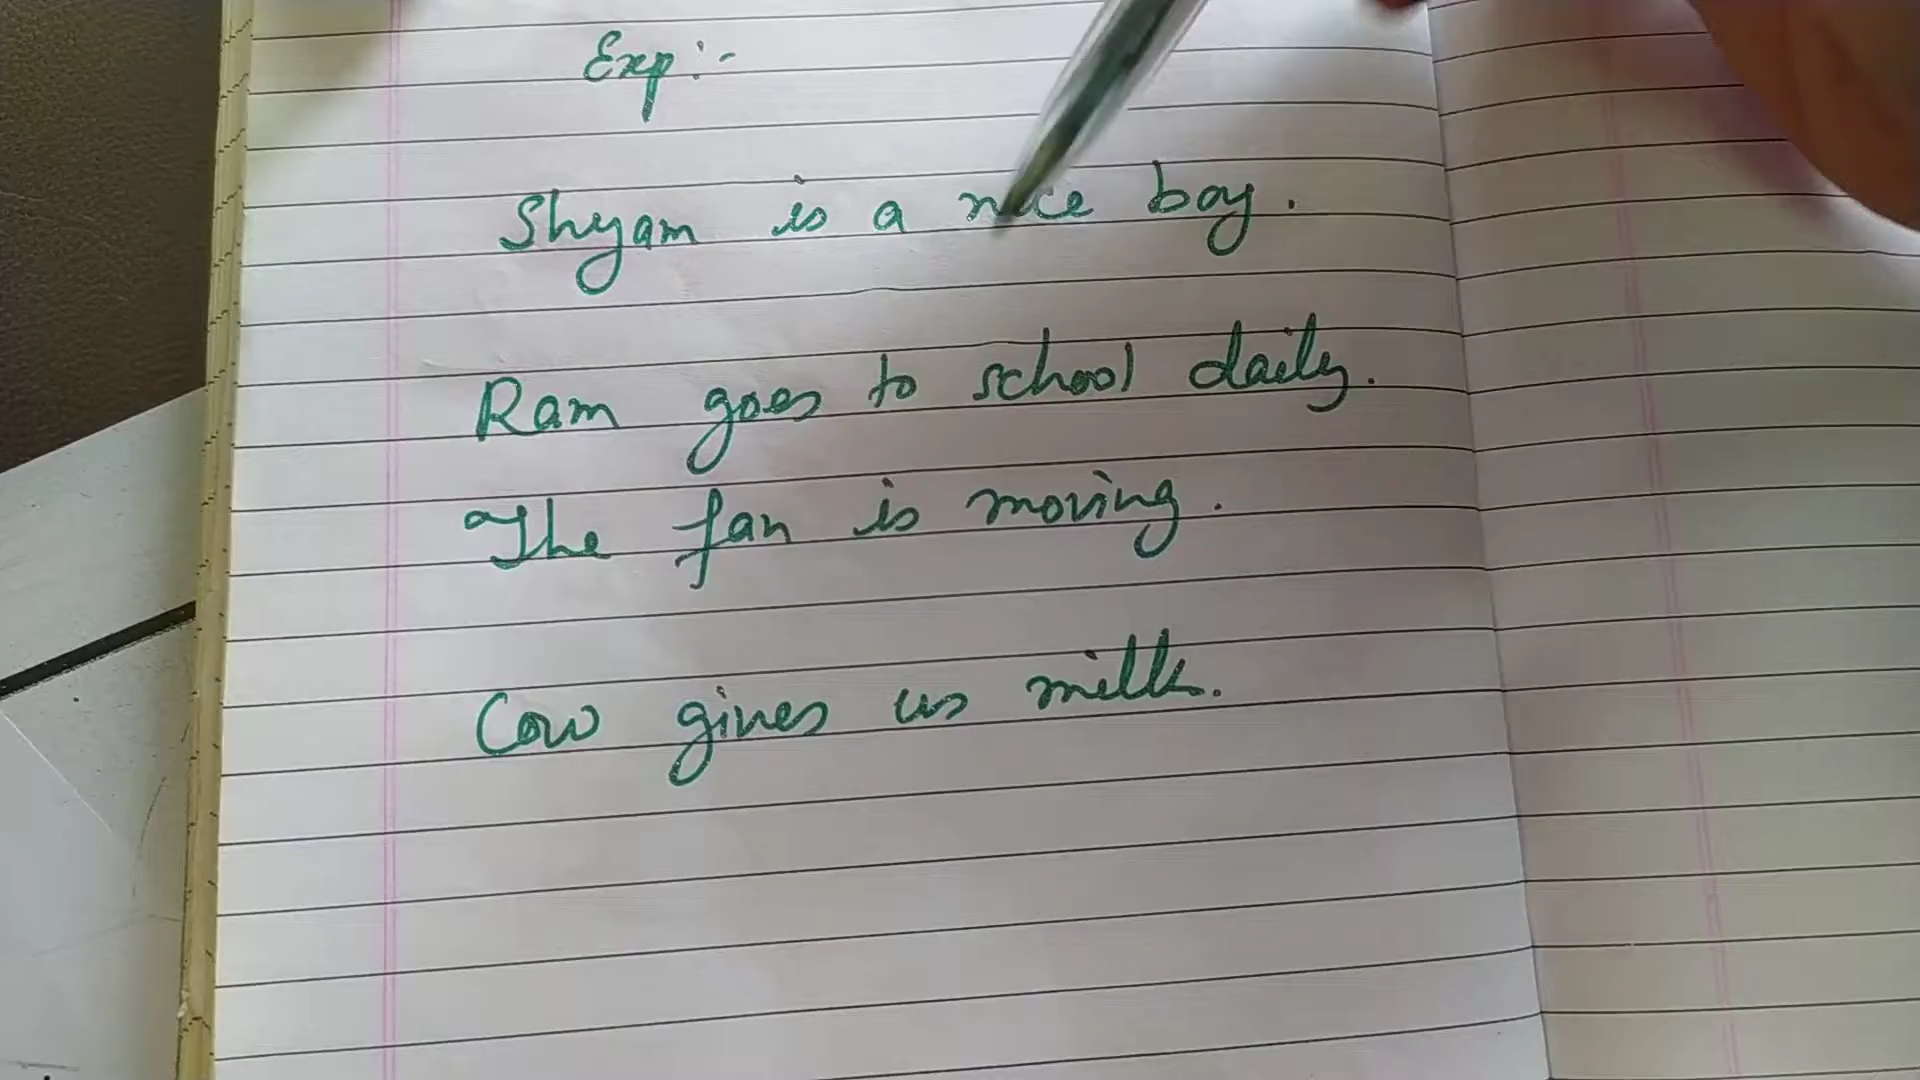 Exp:-
Shyam is a nice boy.
Ram goes to school daily.
The fan is moving.
Cow gives us milk.